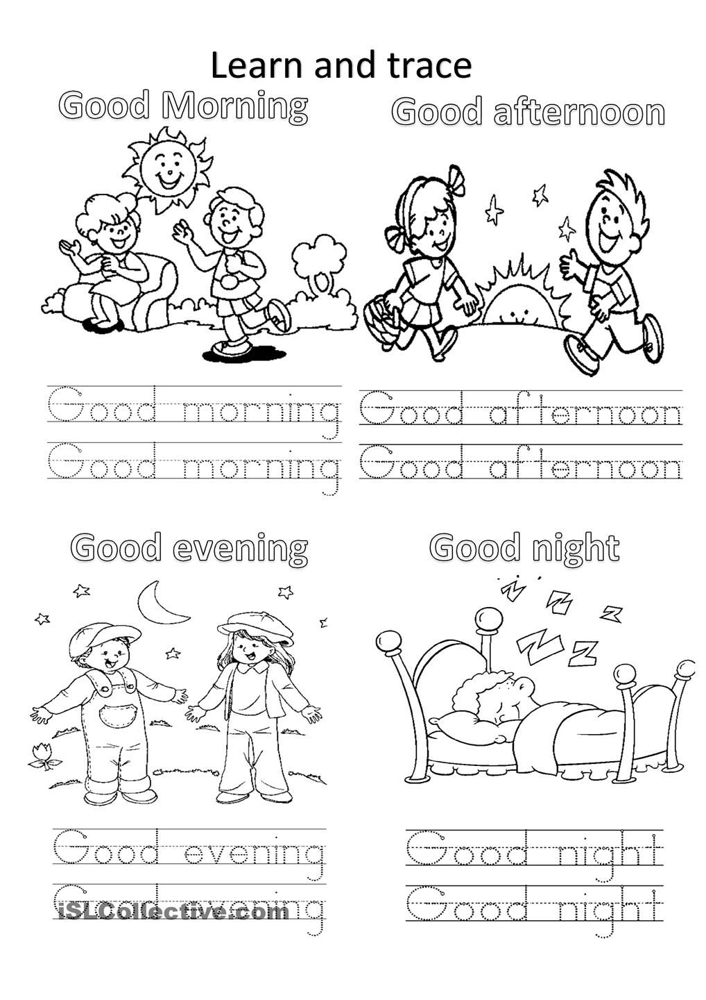 Learn and trace
Good Morning
Good afternoon
Good morning
Good morning
Good afternoon
Good afternoon
Good evening
Good night
z z z
z z
Good evening
Good evening
iSLCollective.com
Good night
Good night